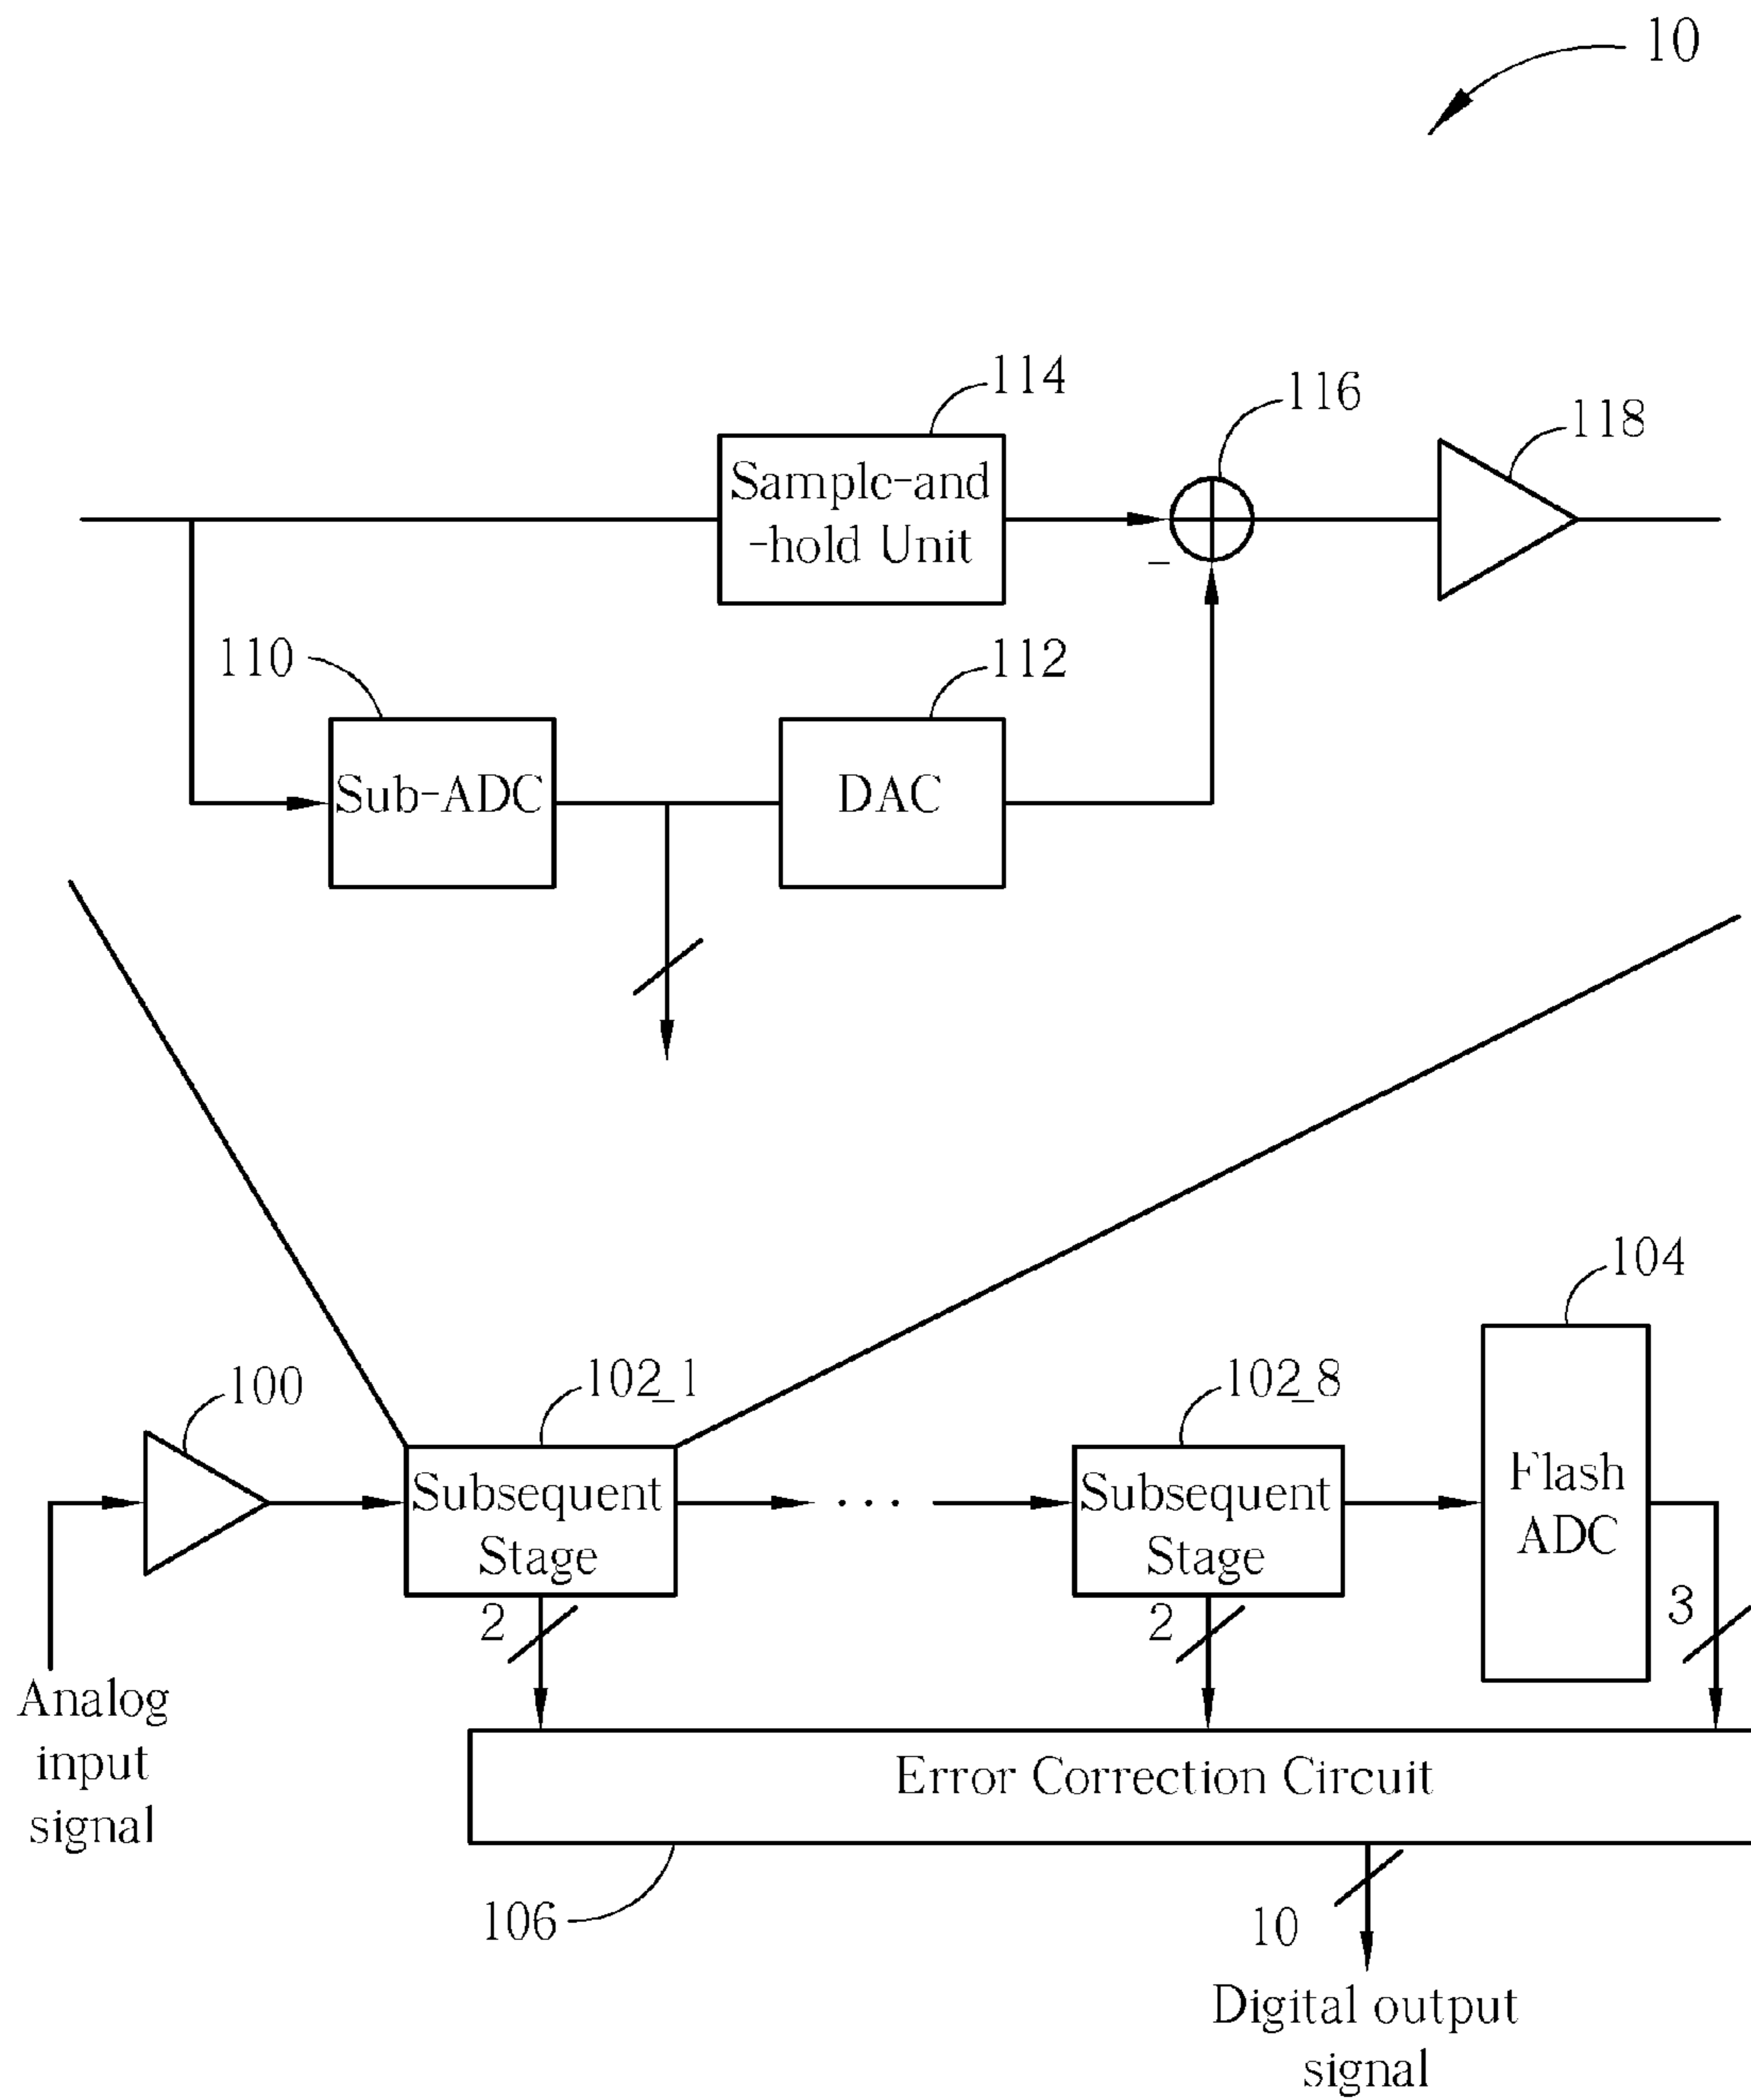 10
114
116
118
Sample-and
-hold Unit
-
110
112
Sub-ADC
DAC
104
100
102_1
102_8
Subsequent
Stage
...
Subsequent
Stage
Flash
ADC
2
2
3
Analog
input
signal
Error Correction Circuit
106
10
Digital output
signal